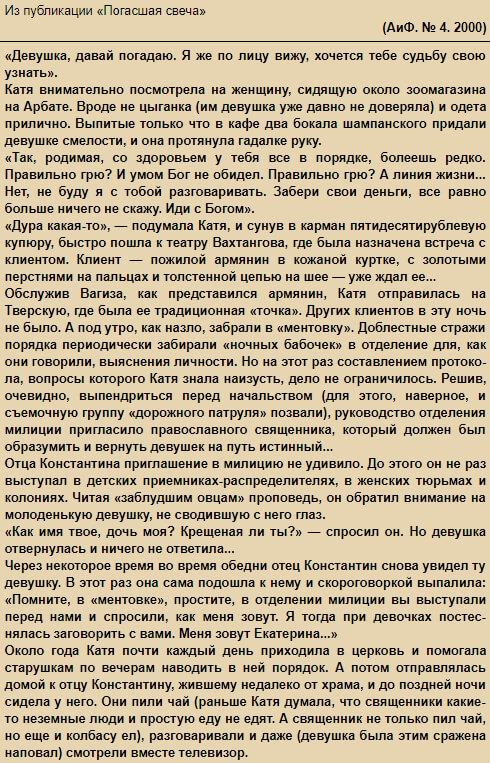 Из публикации «Погасшая свеча»
(АиФ. № 4. 2000)
«Девушка, давай погадаю. Я же по лицу вижу, хочется тебе судьбу свою
узнать».
Катя внимательно посмотрела на женщину, сидящую около зоомагазина
на Арбате. Вроде не цыганка (им девушка уже давно не доверяла) и одета
прилично. Выпитые только что в кафе два бокала шампанского придали
девушке смелости, и она протянула гадалке руку.
«Так, родимая, со здоровьем у тебя все в порядке, болеешь редко.
Правильно грю? И умом Бог не обидел. Правильно грю? А линия жизни...
Нет, не буду я с тобой разговаривать. Забери свои деньги, все равно
больше ничего не скажу. Иди с Богом».
«Дура какая-то», — подумала Катя, и сунув в карман пятидесятирублевую
купюру, быстро пошла к театру Вахтангова, где была назначена встреча с
клиентом. Клиент — пожилой армянин в кожаной куртке, с золотыми
перстнями на пальцах и толстенной цепью на шее — уже ждал ее...
Обслужив Вагиза, как представился армянин, Катя отправилась на
Тверскую, где была ее традиционная «точка». Других клиентов в эту ночь
не было. А под утро, как назло, забрали в «ментовку». Доблестные стражи
порядка периодически забирали «ночных бабочек» в отделение для, как
они говорили, выяснения личности. Но на этот раз составлением протоко-
ла, вопросы которого Катя знала наизусть, дело не ограничилось. Решив,
очевидно, выпендриться перед начальством (для этого, наверное, и
съемочную группу «дорожного патруля» позвали), руководство отделения
милиции пригласило православного священника, который должен был
образумить и вернуть девушек на путь истинный...
Отца Константина приглашение в милицию не удивило. До этого он не раз
выступал в детских приемниках-распределителях, в женских тюрьмах и
колониях. Читая «заблудшим овцам» проповедь, он обратил внимание на
молоденькую девушку, не сводившую с него глаз.
«Как имя твое, дочь моя? Крещеная ли ты?» — спросил он. Но девушка
отвернулась и ничего не ответила...
Через некоторое время во время обедни отец Константин снова увидел ту
девушку. В этот раз она сама подошла к нему и скороговоркой выпалила:
«Помните, в «ментовке», простите, в отделении милиции вы выступали
перед нами и спросили, как меня зовут. Я тогда при девочках постес-
нялась заговорить с вами. Меня зовут Екатерина...»
Около года Катя почти каждый день приходила в церковь и помогала
старушкам по вечерам наводить в ней порядок. А потом отправлялась
домой к отцу Константину, жившему недалеко от храма, и до поздней ночи
сидела у него. Они пили чай (раньше Катя думала, что священники какие-
то неземные люди и простую еду не едят. А священник не только пил чай,
но еще и колбасу ел), разговаривали и даже (девушка была этим сражена
наповал) смотрели вместе телевизор.